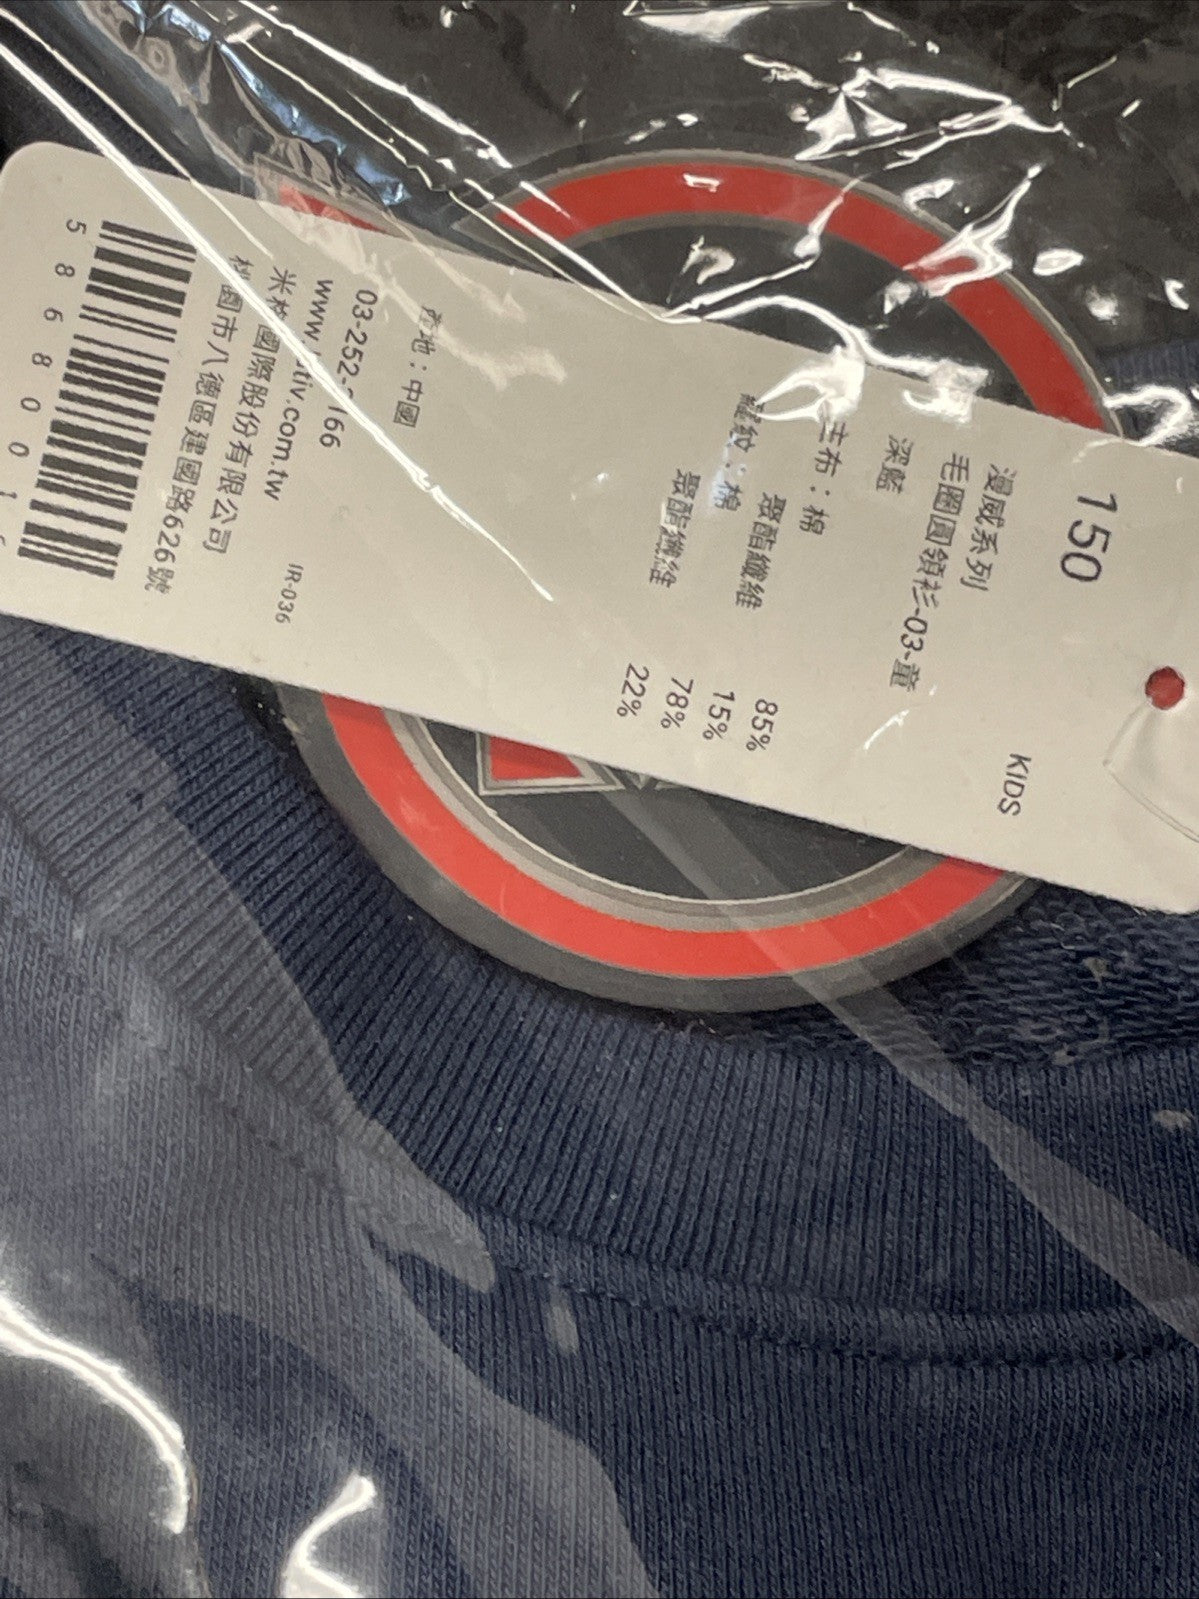 KIDS
150
漫威系列
毛圈圓領衫-03-童
深藍
主布：棉 85%
聚酯纖維 15%
羅紋：棉 78%
聚酯纖維 22%
產地：中國
03-252-
166
www.
tiv.com.tw
國際股份有限公司
桃園市八德區建國路626號
IR-036
5868001